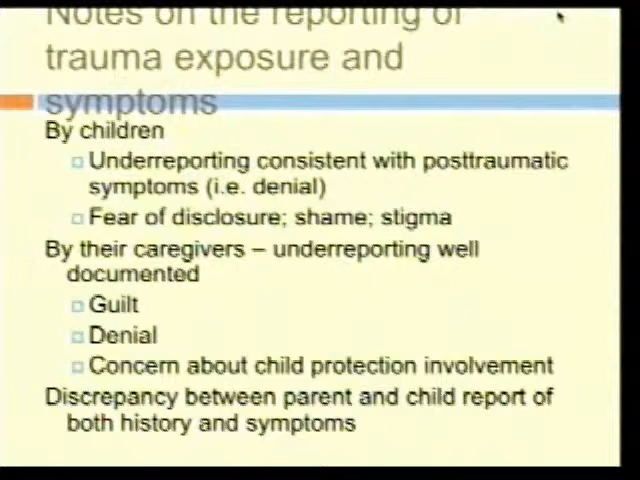 Notes on the reporting of
trauma exposure and
symptoms
By children
Underreporting consistent with posttraumatic
symptoms (i.e. denial)
Fear of disclosure; shame; stigma
By their caregivers – underreporting well
documented
Guilt
Denial
Concern about child protection involvement
Discrepancy between parent and child report of
both history and symptoms